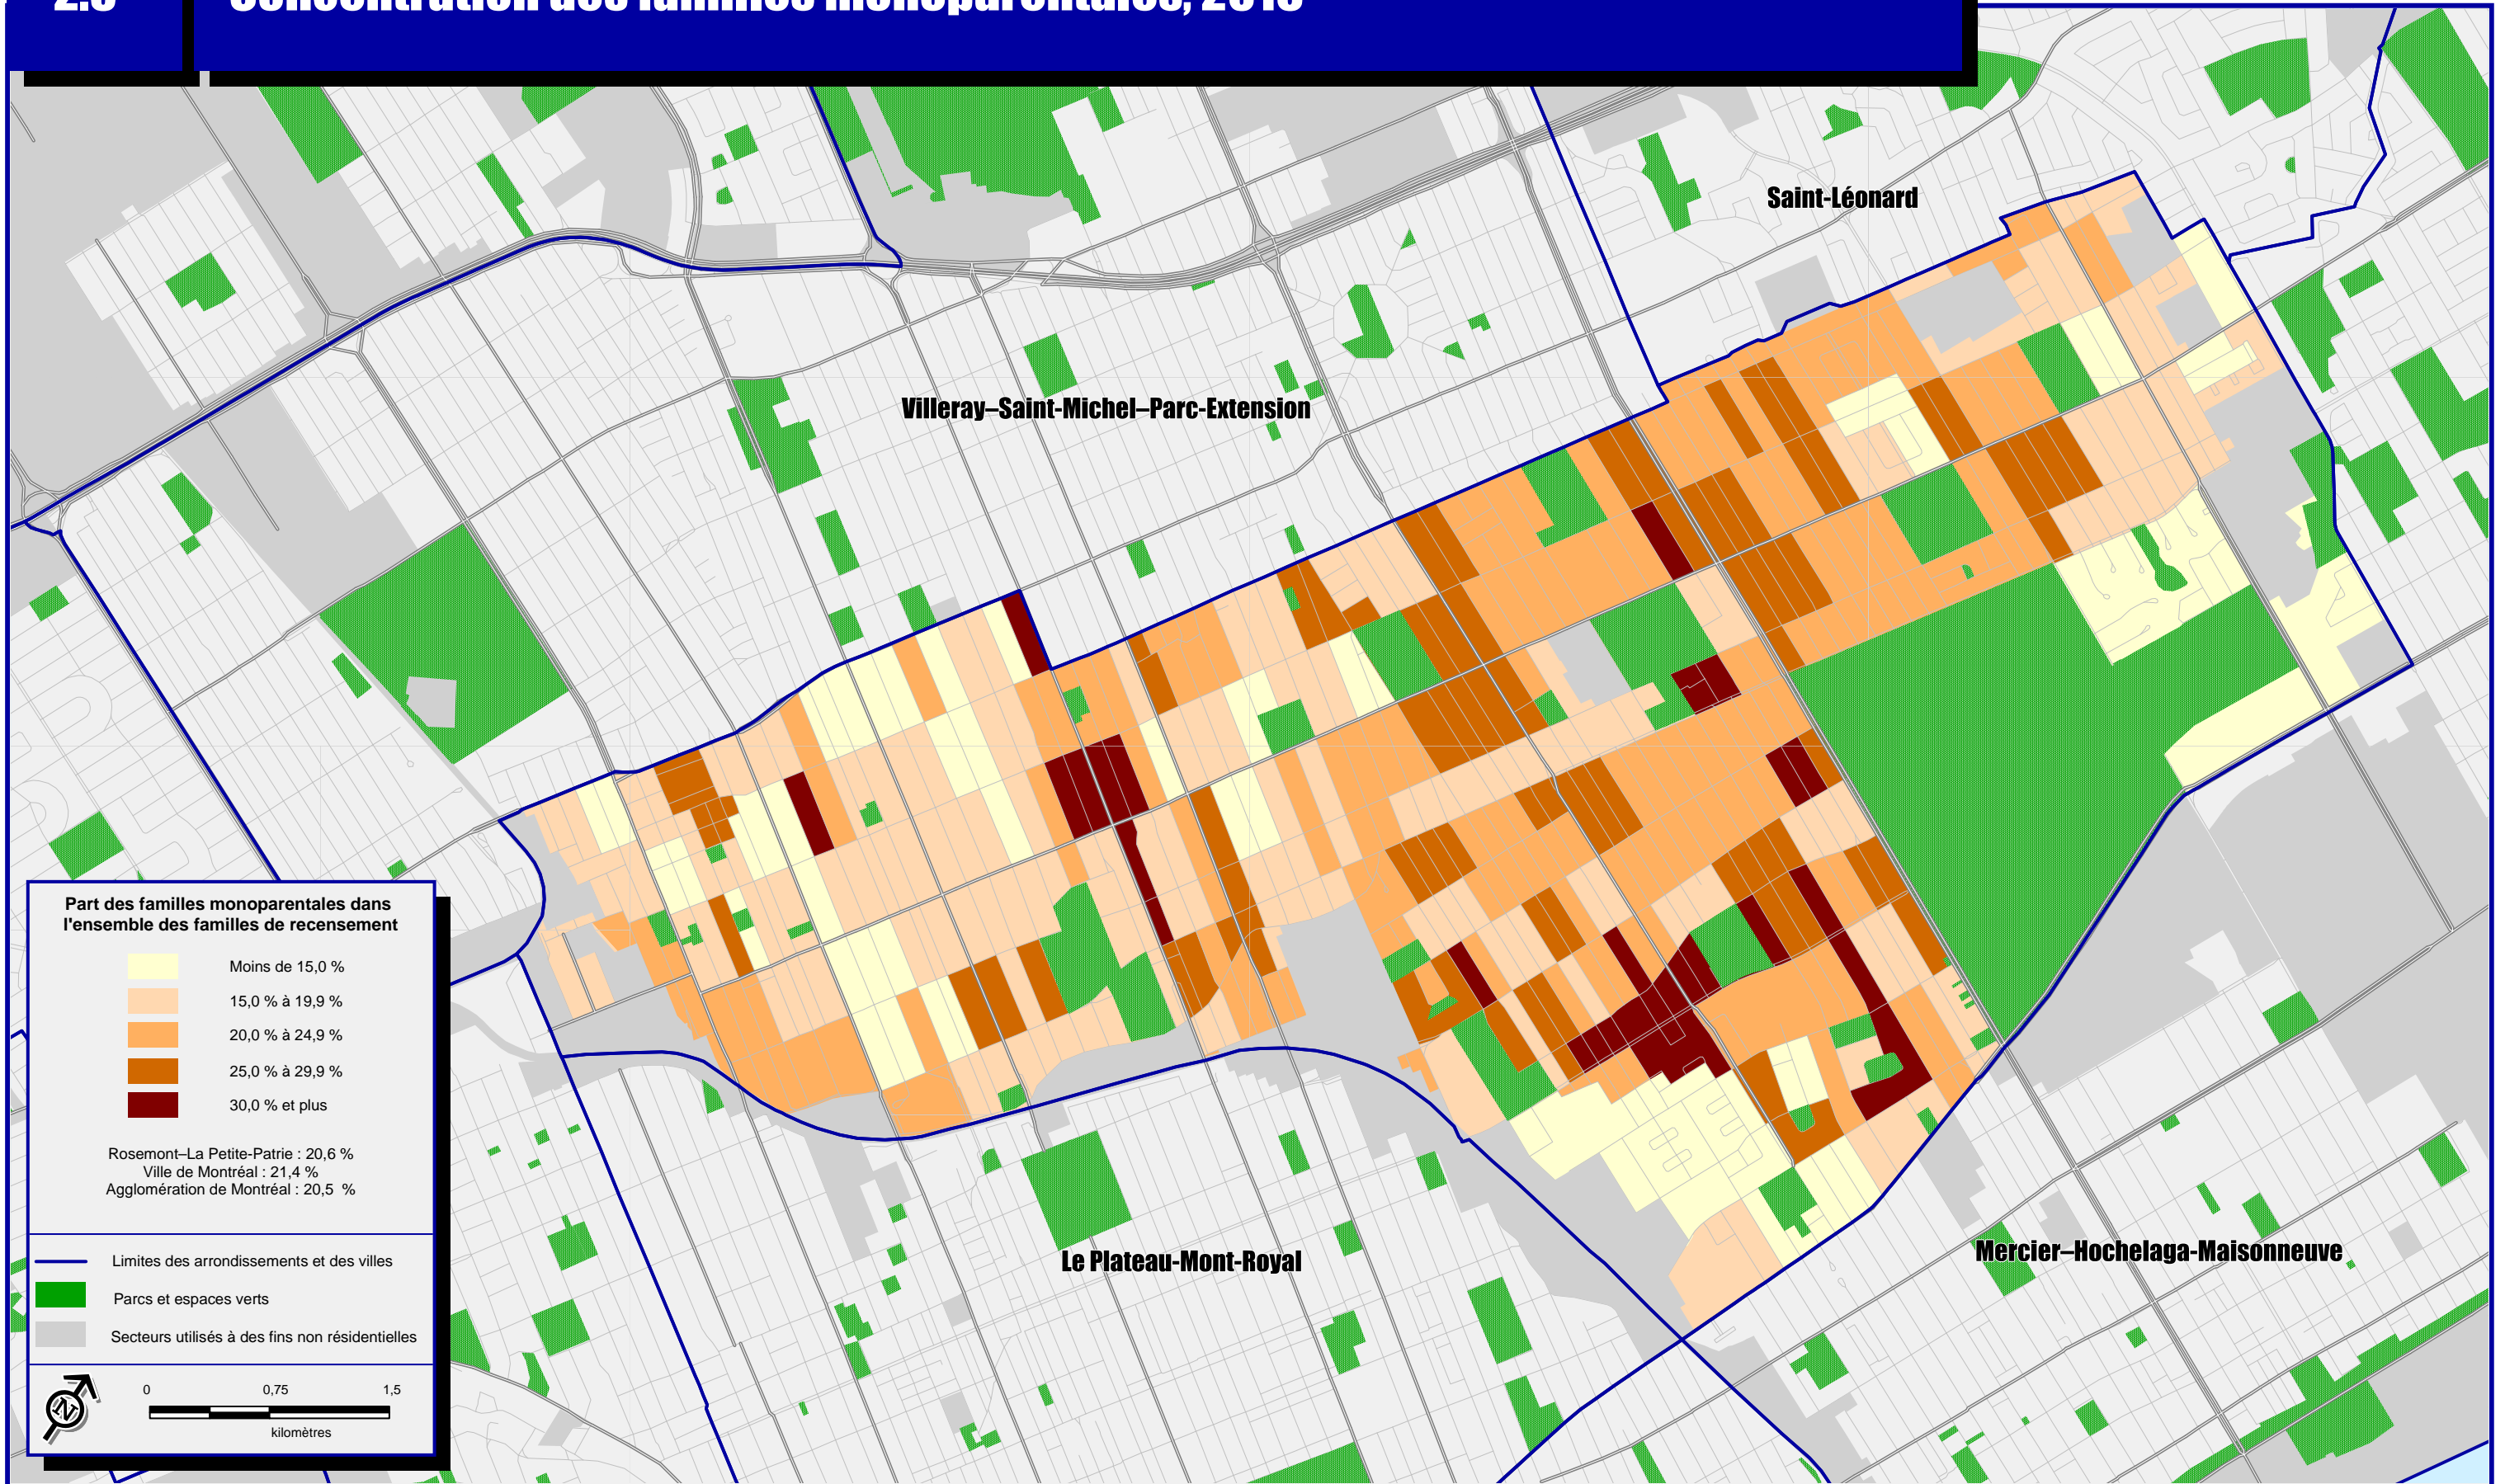 Concentration des familles monoparentales,
Saint-Léonard
Villeray–Saint-Michel–Parc-Extension
Part des familles monoparentales dans
l'ensemble des familles de recensement
Moins de 15,0 %
15,0 % à 19,9 %
20,0 % à 24,9 %
25,0 % à 29,9 %
30,0 % et plus
Rosemont–La Petite-Patrie : 20,6 %
Ville de Montréal : 21,4 %
Agglomération de Montréal : 20,5 %
Limites des arrondissements et des villes
Parcs et espaces verts
Secteurs utilisés à des fins non résidentielles
N
0 0,75 1,5
kilomètres
Le Plateau-Mont-Royal
Mercier–Hochelaga-Maisonneuve